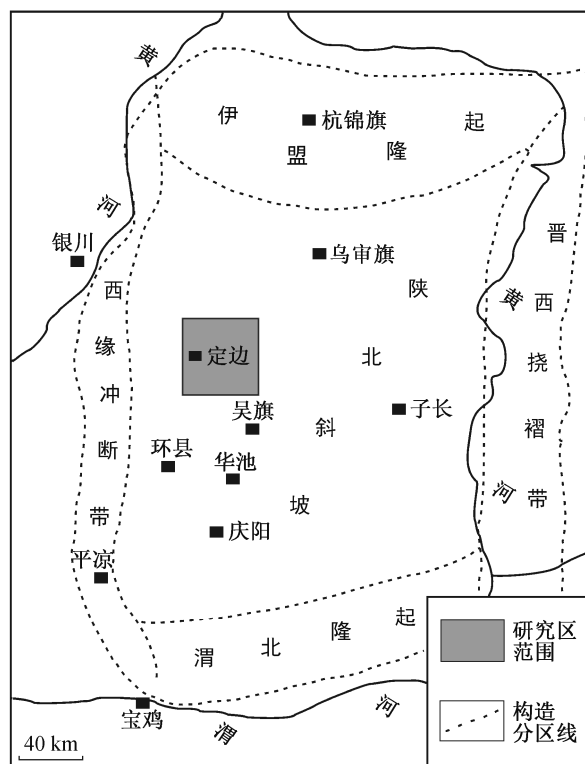 黄河
伊盟隆起
杭锦旗
银川
乌审旗
西缘冲断带
陕北斜坡
晋西挠褶带
黄河
定边
吴旗
子长
环县
华池
庆阳
平凉
渭北隆起
宝鸡
渭河
研究区
范围
构造
分区线
40 km